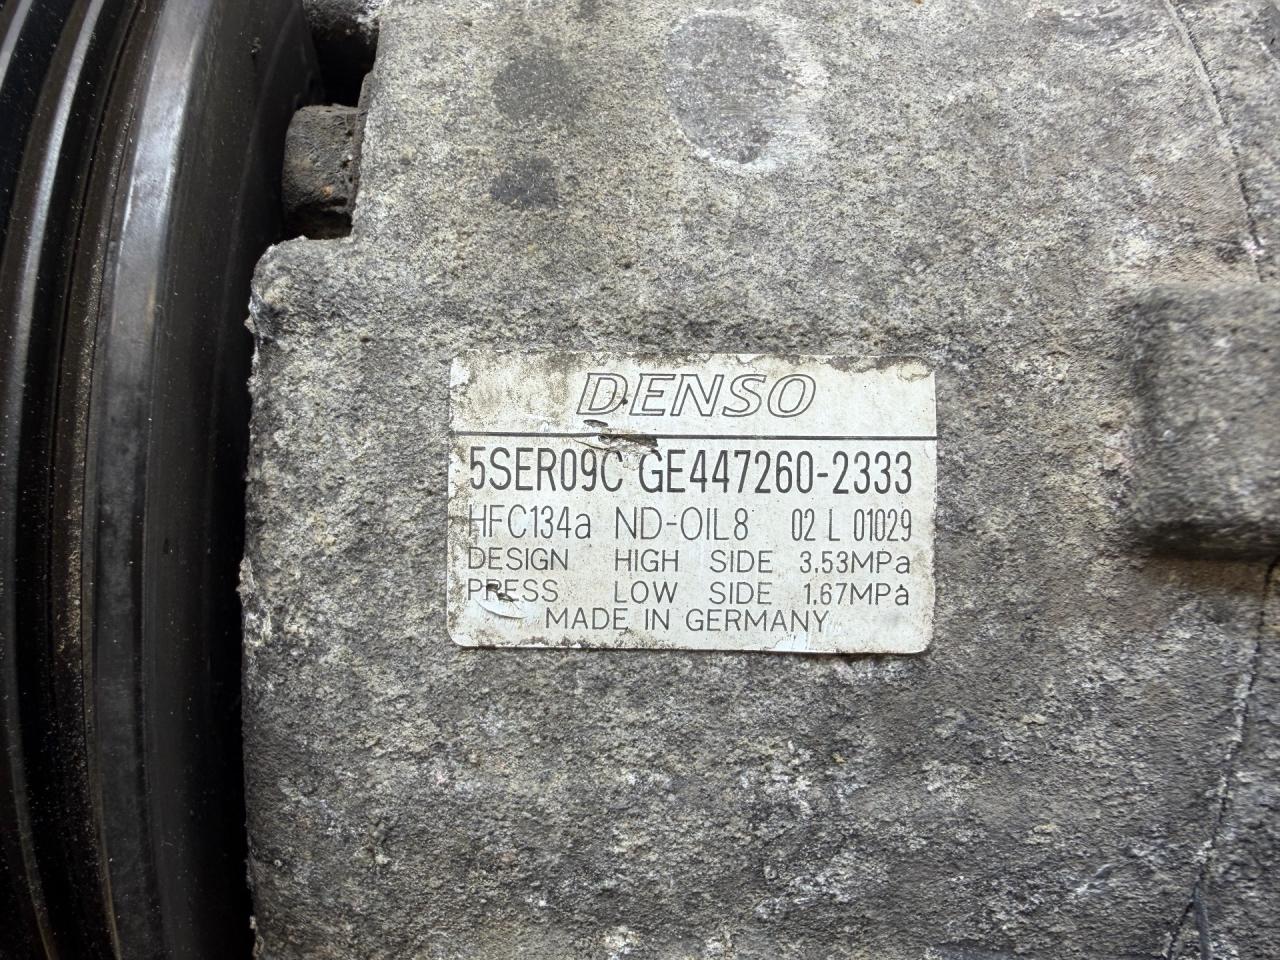 DENSO
5SER09C GE447260-2333
HFC134a ND-OIL8 02 L 01029
DESIGN HIGH SIDE 3.53MPa
PRESS LOW SIDE 1.67MPa
MADE IN GERMANY